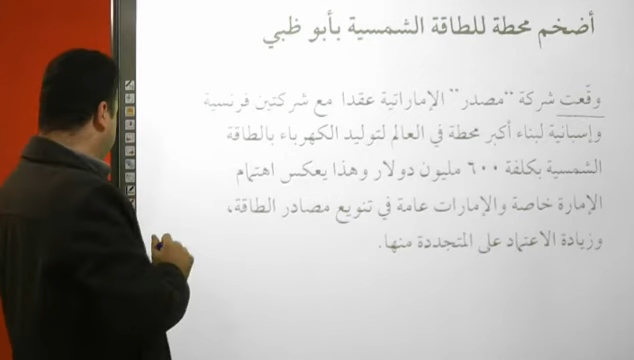 أضخم محطة للطاقة الشمسية بأبو ظبي
وقّعت شركة "مصدر" الإماراتية عقدا مع شركتين فرنسية
وإسبانية لبناء أكبر محطة في العالم لتوليد الكهرباء بالطاقة
الشمسية بكلفة ٦٠٠ مليون دولار وهذا يعكس اهتمام
الإمارة خاصة والإمارات عامة في تنويع مصادر الطاقة،
وزيادة الاعتماد على المتجددة منها.